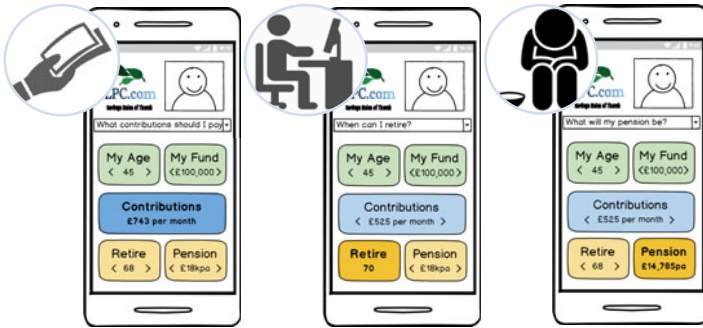 PC.com
What contributions should I pay
My Age
< 45 >
My Fund
<£100,000>
Contributions
£743 per month
Retire
< 68 >
Pension
< £18kpa >
PC.com
When can I retire?
My Age
< 45 >
My Fund
<£100,000>
Contributions
< £525 per month >
Retire
70
Pension
< £18kpa >
PC.com
What will my pension be?
My Age
< 45 >
My Fund
<£100,000>
Contributions
< £525 per month >
Retire
< 68 >
Pension
£14,785pa